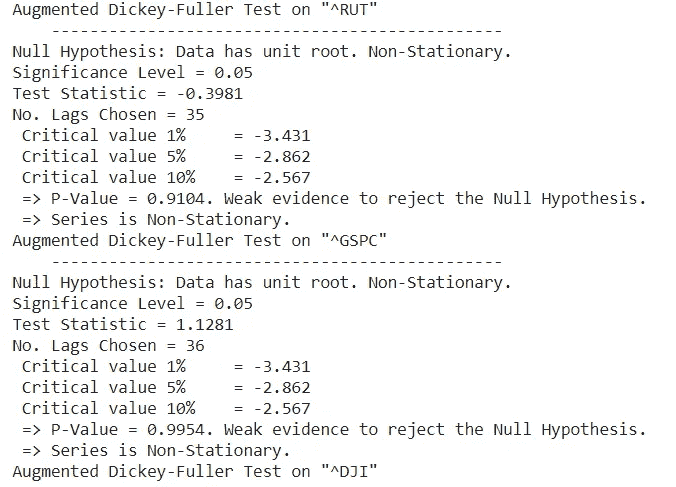 Augmented Dickey-Fuller Test on "^RUT"
-----------------------------------------------
Null Hypothesis: Data has unit root. Non-Stationary.
Significance Level = 0.05
Test Statistic = -0.3981
No. Lags Chosen = 35
Critical value 1% = -3.431
Critical value 5% = -2.862
Critical value 10% = -2.567
=> P-Value = 0.9104. Weak evidence to reject the Null Hypothesis.
=> Series is Non-Stationary.
Augmented Dickey-Fuller Test on "^GSPC"
-----------------------------------------------
Null Hypothesis: Data has unit root. Non-Stationary.
Significance Level = 0.05
Test Statistic = 1.1281
No. Lags Chosen = 36
Critical value 1% = -3.431
Critical value 5% = -2.862
Critical value 10% = -2.567
=> P-Value = 0.9954. Weak evidence to reject the Null Hypothesis.
=> Series is Non-Stationary.
Augmented Dickey-Fuller Test on "^DJI"